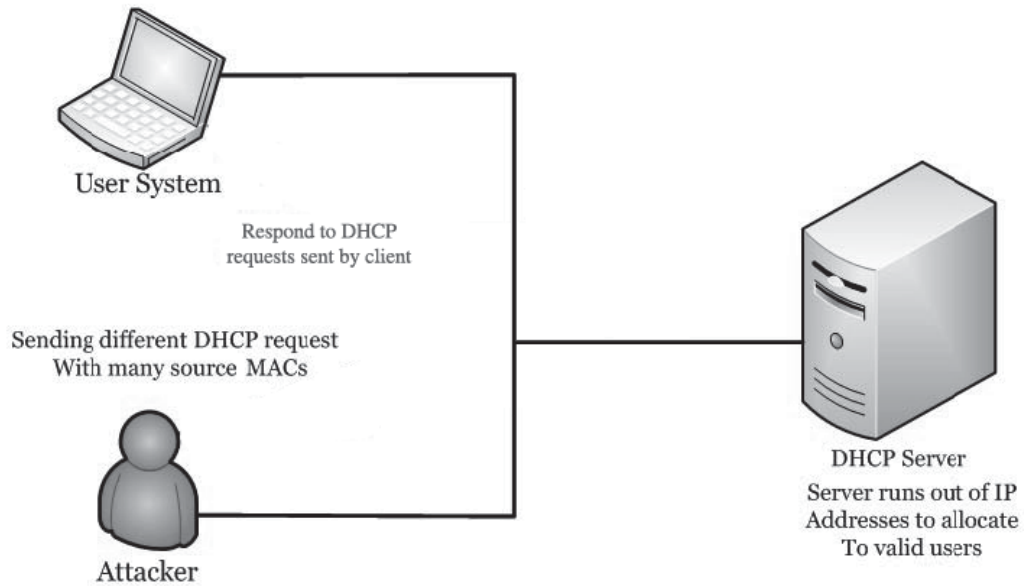 User System
Respond to DHCP
requests sent by client
Sending different DHCP request
With many source MACs
Attacker
DHCP Server
Server runs out of IP
Addresses to allocate
To valid users